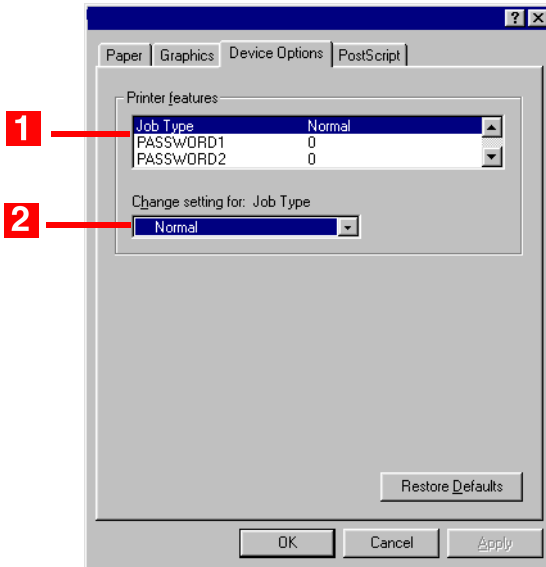 ? X
Paper Graphics Device Options PostScript
Printer features
1
Job Type Normal
PASSWORD1 0
PASSWORD2 0
Change setting for: Job Type
2
Normal
Restore Defaults
OK Cancel Apply